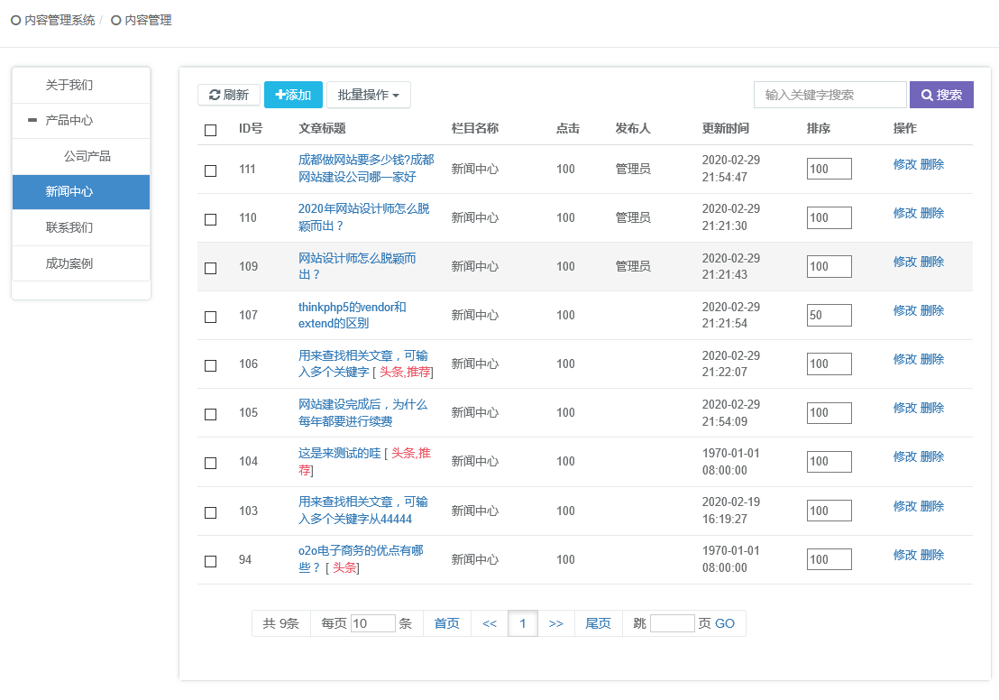 内容管理系统 / 内容管理
关于我们
产品中心
公司产品
新闻中心
联系我们
成功案例
刷新 添加 批量操作 输入关键字搜索 搜索
ID号 文章标题 栏目名称 点击 发布人 更新时间 排序 操作
111 成都做网站要多少钱?成都 新闻中心 100 管理员 2020-02-29 100 修改 删除
网站建设公司哪一家好 21:54:47
110 2020年网站设计师怎么脱 新闻中心 100 管理员 2020-02-29 100 修改 删除
颖而出？ 21:21:30
109 网站设计师怎么脱颖而 新闻中心 100 管理员 2020-02-29 100 修改 删除
出？ 21:21:43
107 thinkphp5的vendor和 新闻中心 100 2020-02-29 50 修改 删除
extend的区别 21:21:54
106 用来查找相关文章，可输 新闻中心 100 2020-02-29 100 修改 删除
入多个关键字 [ 头条,推荐] 21:22:07
105 网站建设完成后，为什么 新闻中心 100 2020-02-29 100 修改 删除
每年都要进行续费 21:54:09
104 这是来测试的哇 [ 头条,推 新闻中心 100 1970-01-01 100 修改 删除
荐] 08:00:00
103 用来查找相关文章，可输 新闻中心 100 2020-02-19 100 修改 删除
入多个关键字从44444 16:19:27
94 o2o电子商务的优点有哪 新闻中心 100 1970-01-01 100 修改 删除
些？ [ 头条] 08:00:00
共 9条 每页 10 条 首页 << 1 >> 尾页 跳 页 GO